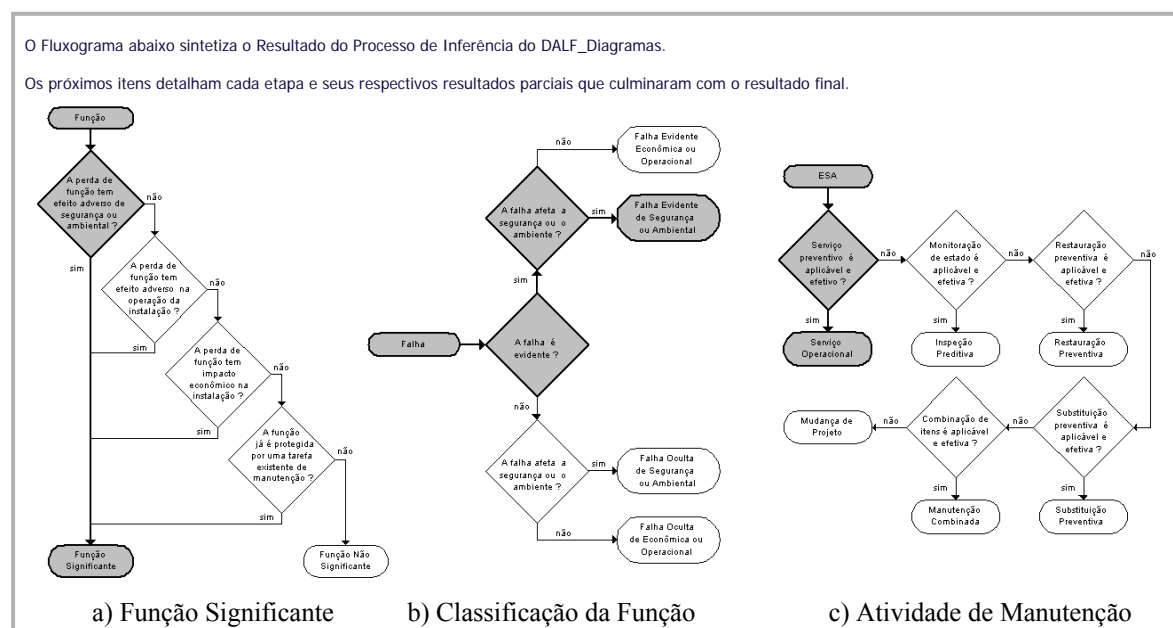 O Fluxograma abaixo sintetiza o Resultado do Processo de Inferência do DALF_Diagramas.
Os próximos itens detalham cada etapa e seus respectivos resultados parciais que culminaram com o resultado final.
Função
A perda de
função tem
efeito adverso de
segurança ou
ambiental ?
não
sim
A perda de
função tem
efeito adverso na
operação da
instalação ?
não
sim
A perda de
função tem
impacto
econômico na
instalação ?
não
sim
A função
já é protegida
por uma tarefa
existente de
manutenção ?
não
sim
Função
Significante
Função Não
Significante
a) Função Significante
Falha
A falha é
evidente ?
sim
não
A falha afeta a
segurança ou o
ambiente ?
não
sim
Falha Evidente
Econômica ou
Operacional
Falha Evidente
de Segurança
ou Ambiental
A falha afeta a
segurança ou o
ambiente ?
sim
não
Falha Oculta
de Segurança
ou Ambiental
Falha Oculta
de Econômica ou
Operacional
b) Classificação da Função
ESA
Serviço
preventivo é
aplicável e
efetivo ?
não
sim
Serviço
Operacional
Monitoração
de estado é
aplicável e
efetiva ?
não
sim
Inspeção
Preditiva
Restauração
preventiva é
aplicável e
efetiva ?
não
sim
Restauração
Preventiva
Substituição
preventiva é
aplicável e
efetiva ?
não
sim
Substituição
Preventiva
Combinação de
itens é aplicável
e efetiva ?
não
sim
Manutenção
Combinada
Mudança de
Projeto
c) Atividade de Manutenção